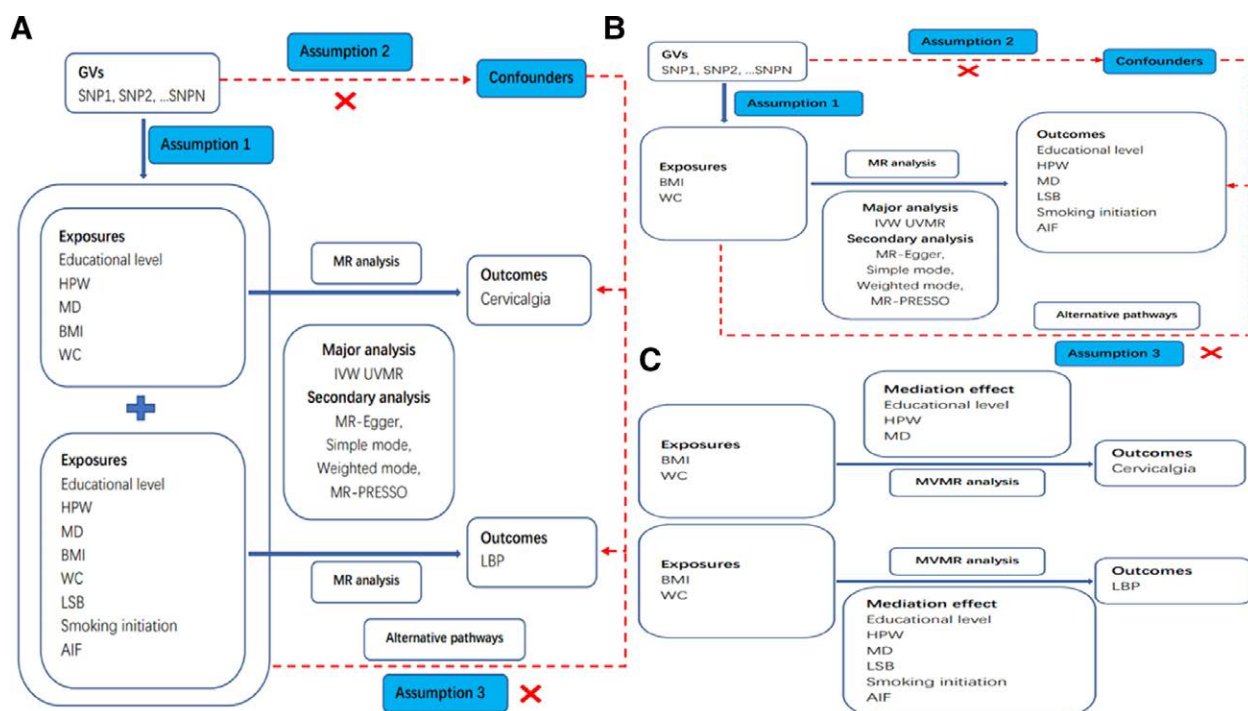 A
Assumption 2
GVs
SNP1, SNP2, ...SNPN
Confounders
Assumption 1
Exposures
Educational level
HPW
MD
BMI
WC
MR analysis
Outcomes
Cervicalgia
Major analysis
IVW UVMR
Secondary analysis
MR-Egger,
Simple mode,
Weighted mode,
MR-PRESSO
Exposures
Educational level
HPW
MD
BMI
WC
LSB
Smoking initiation
AIF
Outcomes
LBP
MR analysis
Alternative pathways
Assumption 3
B
Assumption 2
GVs
SNP1, SNP2, ...SNPN
Confounders
Assumption 1
Exposures
BMI
WC
MR analysis
Major analysis
IVW UVMR
Secondary analysis
MR-Egger,
Simple mode,
Weighted mode,
MR-PRESSO
Outcomes
Educational level
HPW
MD
LSB
Smoking initiation
AIF
Alternative pathways
Assumption 3
C
Mediation effect
Educational level
HPW
MD
Exposures
BMI
WC
MVMR analysis
Outcomes
Cervicalgia
Exposures
BMI
WC
MVMR analysis
Outcomes
LBP
Mediation effect
Educational level
HPW
MD
LSB
Smoking initiation
AIF